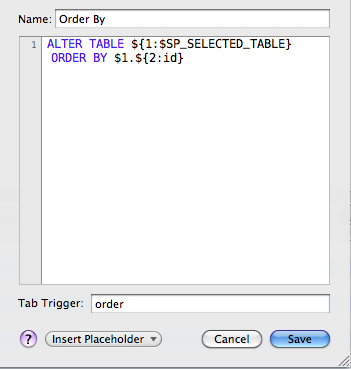 Name: Order By
1 ALTER TABLE ${1:$SP_SELECTED_TABLE}
ORDER BY $1.${2:id}
Tab Trigger: order
? Insert Placeholder Cancel Save